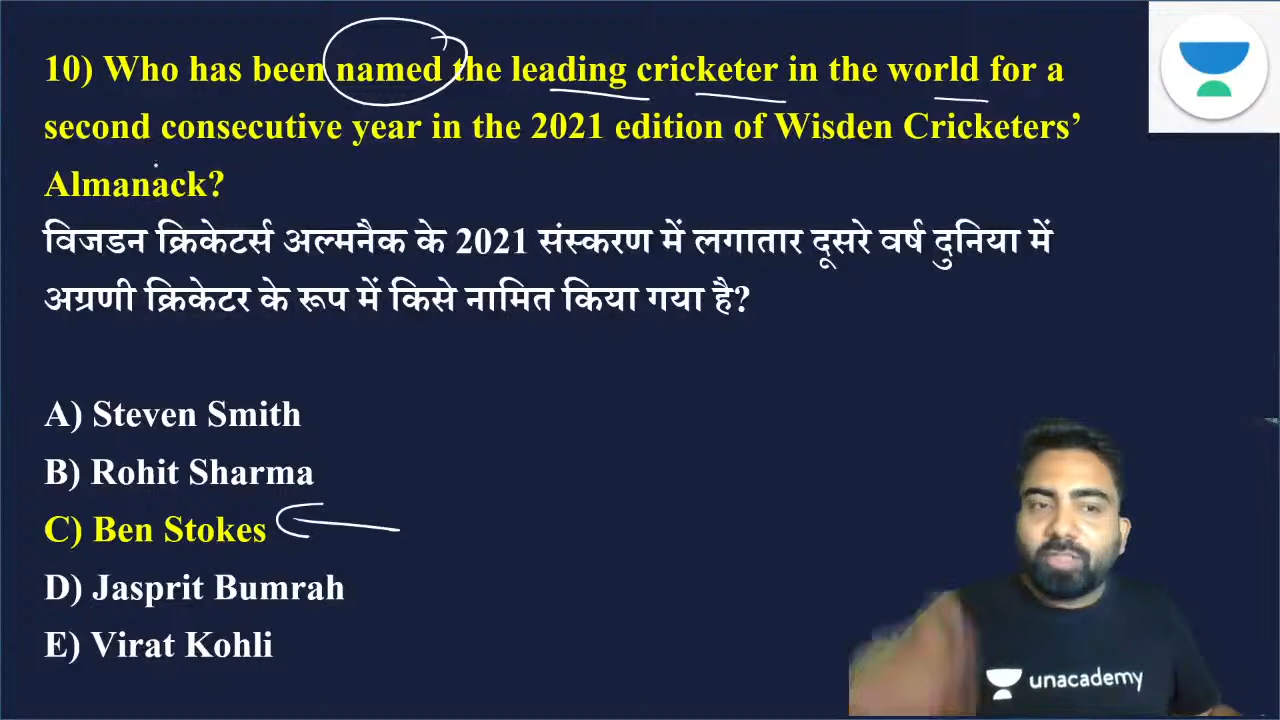 10) Who has been named the leading cricketer in the world for a
second consecutive year in the 2021 edition of Wisden Cricketers’
Almanack?
विजडन क्रिकेटर्स अल्मनैक के 2021 संस्करण में लगातार दूसरे वर्ष दुनिया में
अग्रणी क्रिकेटर के रूप में किसे नामित किया गया है?
A) Steven Smith
B) Rohit Sharma
C) Ben Stokes
D) Jasprit Bumrah
E) Virat Kohli
unacademy